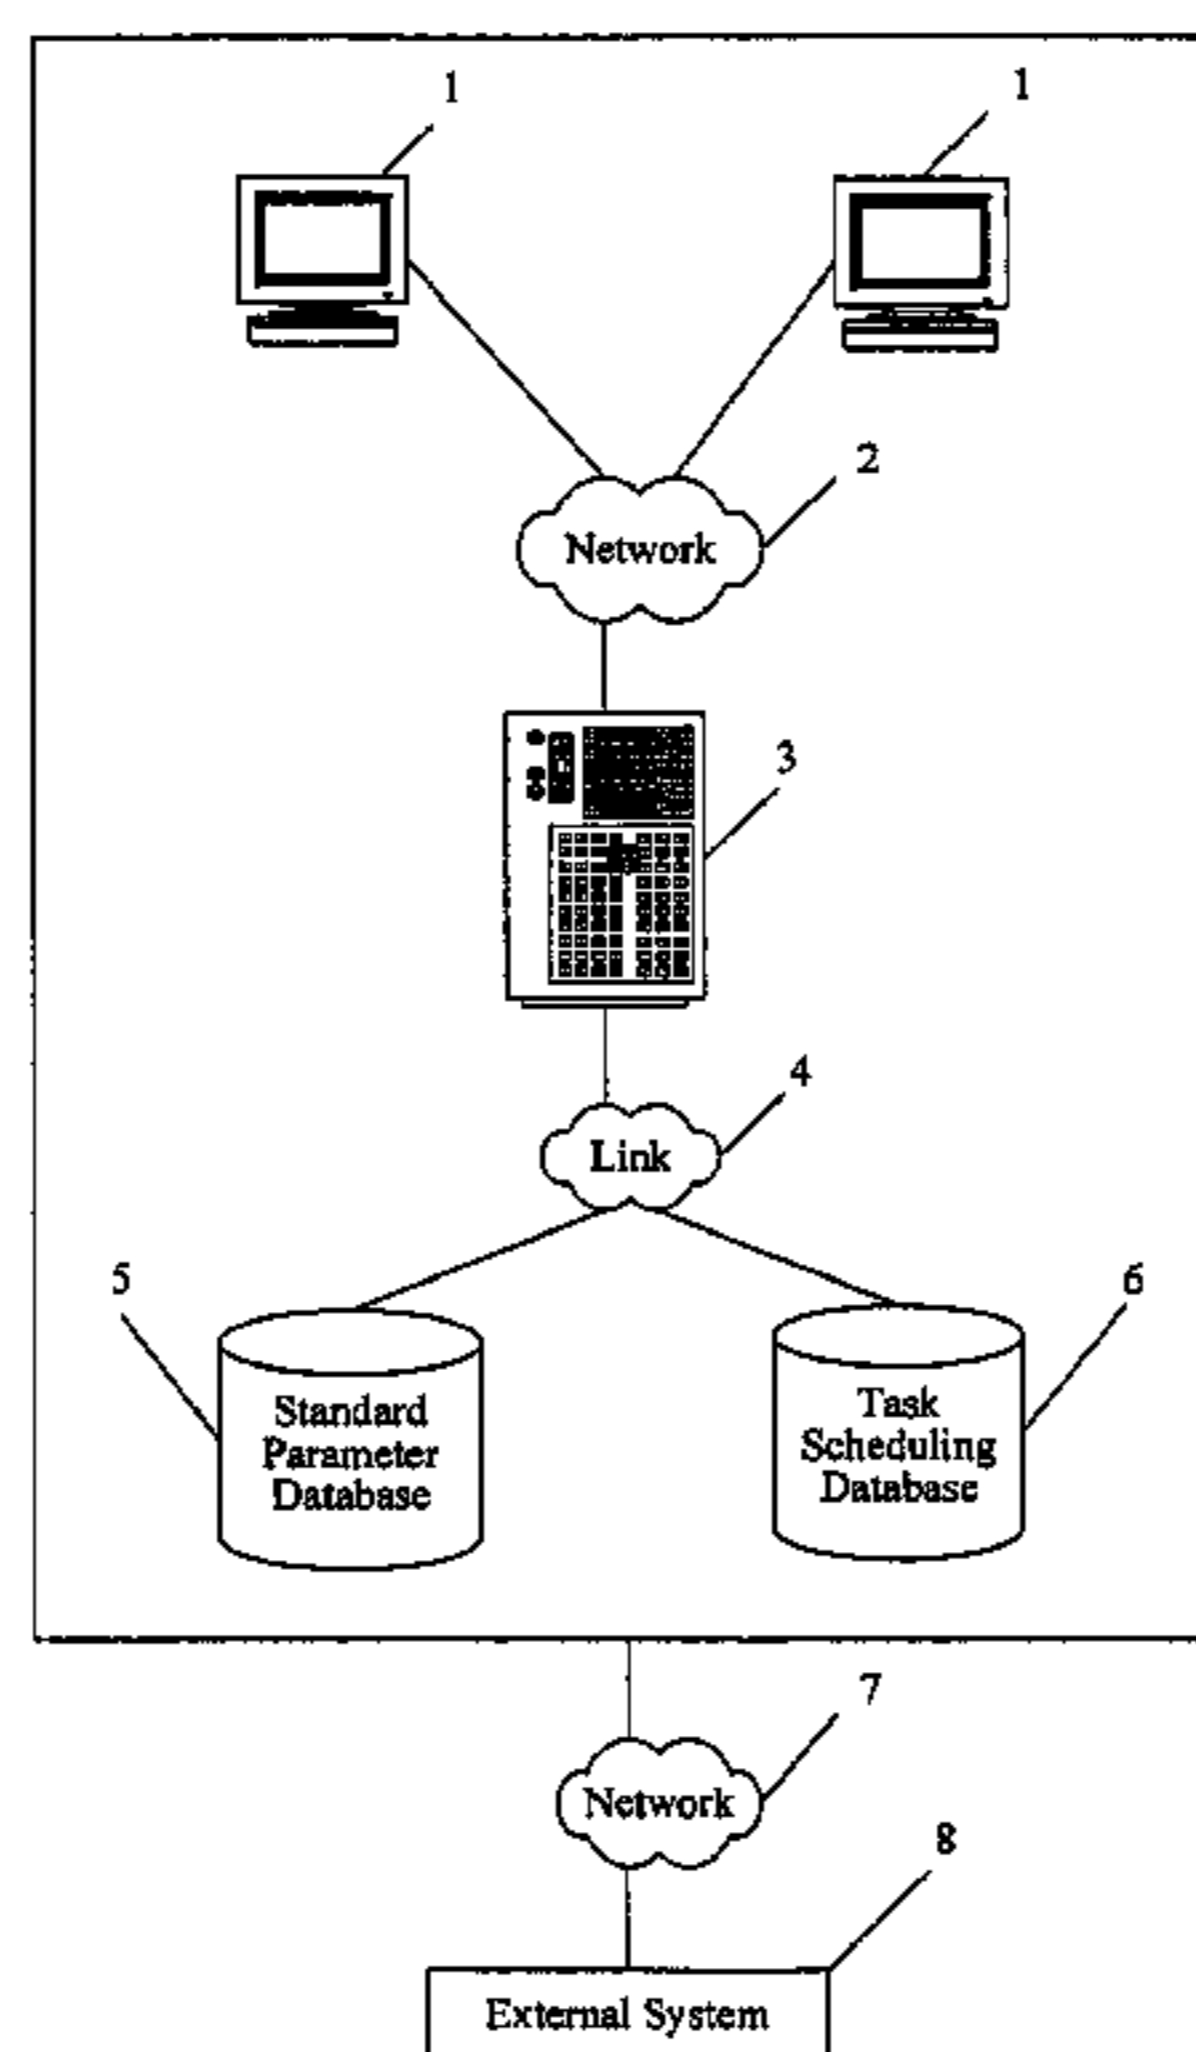 1
1
2
Network
3
4
Link
5
6
Standard
Parameter
Database
Task
Scheduling
Database
7
Network
8
External System